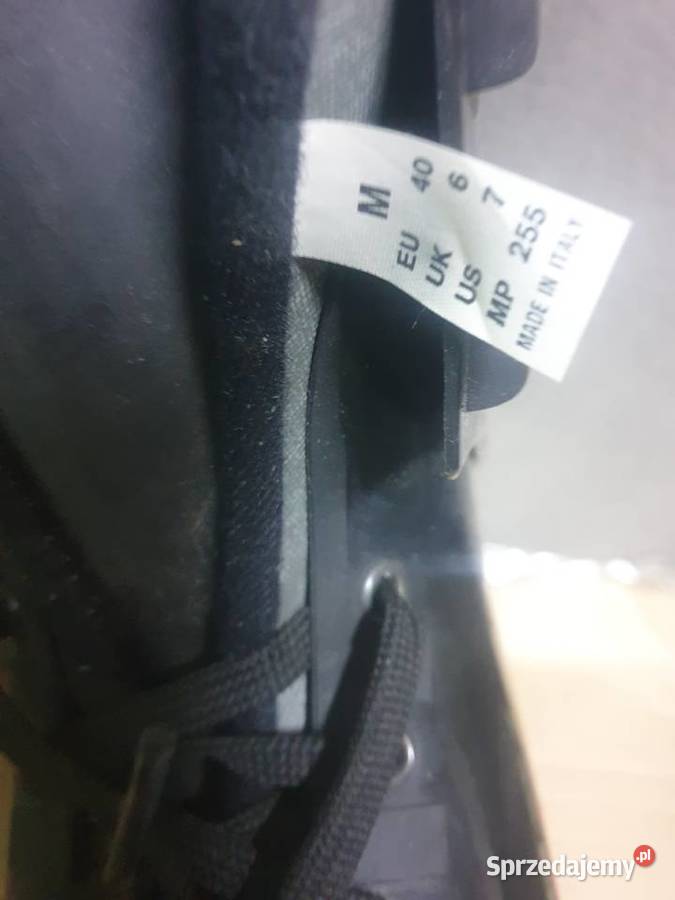 M
EU 40
UK 6
US 7
MP 255
MADE IN ITALY
Sprzedajemy.pl